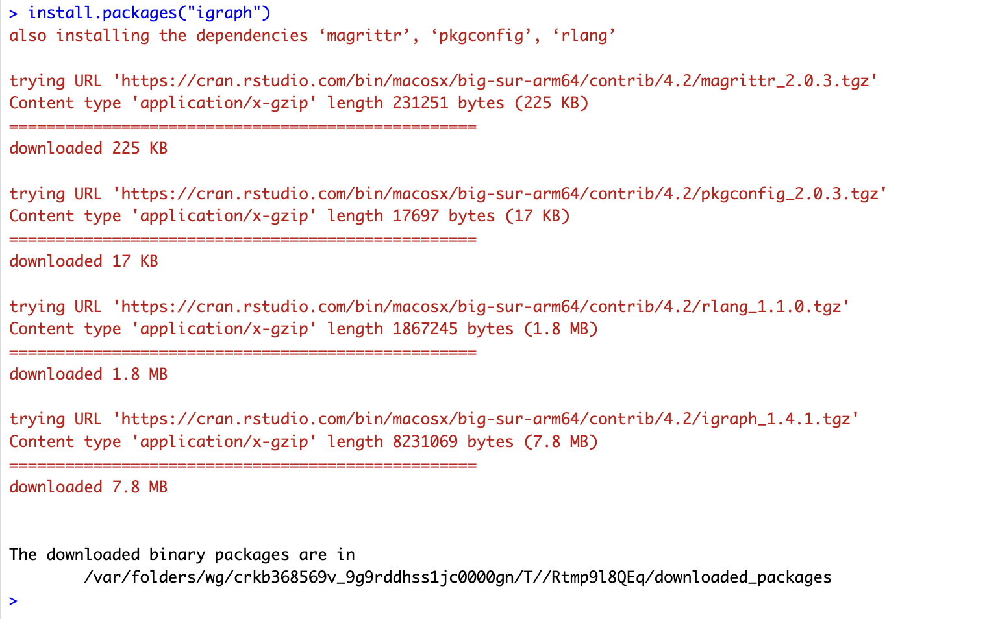 > install.packages("igraph")
also installing the dependencies ‘magrittr’, ‘pkgconfig’, ‘rlang’
trying URL 'https://cran.rstudio.com/bin/macosx/big-sur-arm64/contrib/4.2/magrittr_2.0.3.tgz'
Content type 'application/x-gzip' length 231251 bytes (225 KB)
==================================================
downloaded 225 KB
trying URL 'https://cran.rstudio.com/bin/macosx/big-sur-arm64/contrib/4.2/pkgconfig_2.0.3.tgz'
Content type 'application/x-gzip' length 17697 bytes (17 KB)
==================================================
downloaded 17 KB
trying URL 'https://cran.rstudio.com/bin/macosx/big-sur-arm64/contrib/4.2/rlang_1.1.0.tgz'
Content type 'application/x-gzip' length 1867245 bytes (1.8 MB)
==================================================
downloaded 1.8 MB
trying URL 'https://cran.rstudio.com/bin/macosx/big-sur-arm64/contrib/4.2/igraph_1.4.1.tgz'
Content type 'application/x-gzip' length 8231069 bytes (7.8 MB)
==================================================
downloaded 7.8 MB
The downloaded binary packages are in
/var/folders/wg/crkb368569v_9g9rddhss1jc0000gn/T//Rtmp9l8QEq/downloaded_packages
>